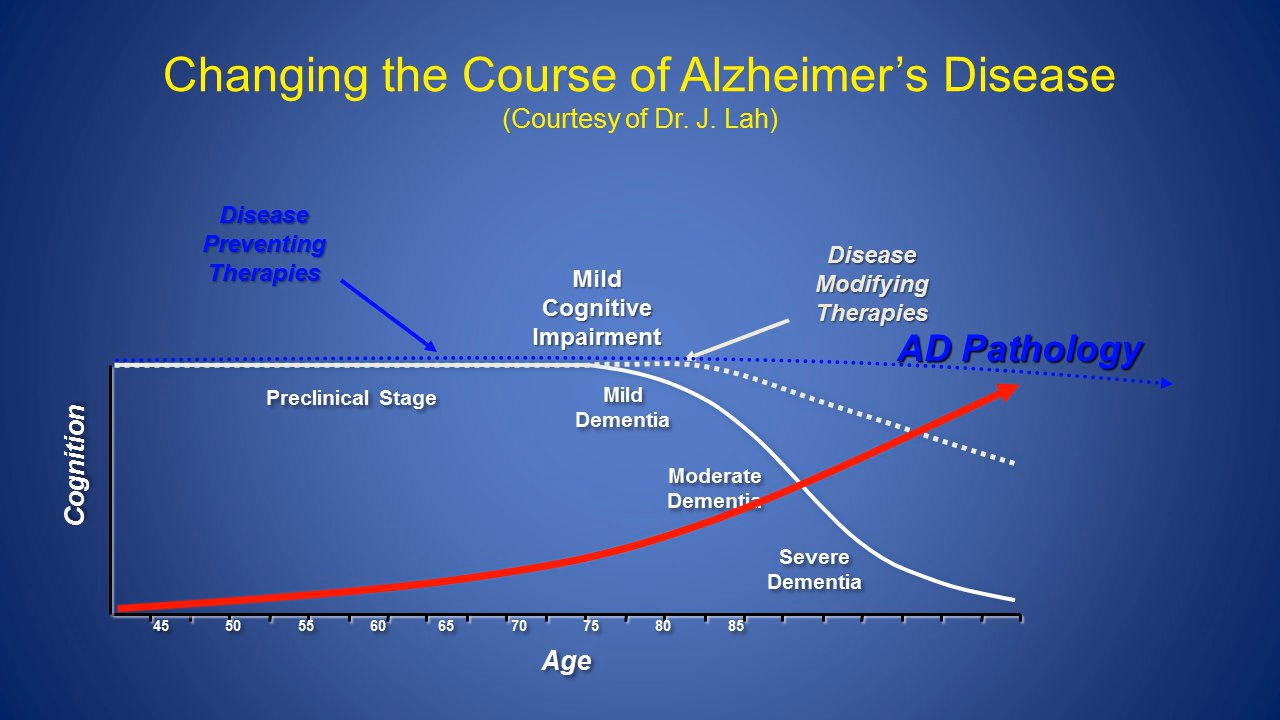 Changing the Course of Alzheimer’s Disease
(Courtesy of Dr. J. Lah)
Disease
Preventing
Therapies
Mild
Cognitive
Impairment
Disease
Modifying
Therapies
AD Pathology
Preclinical Stage
Mild
Dementia
Moderate
Dementia
Severe
Dementia
Cognition
45 50 55 60 65 70 75 80 85
Age